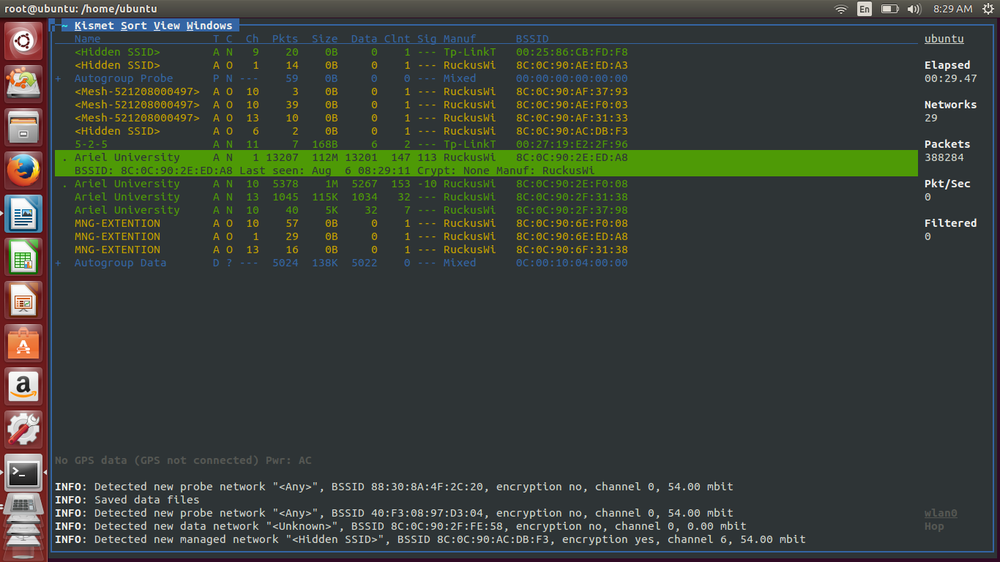 root@ubuntu: /home/ubuntu En 8:29 AM
~ Kismet Sort View Windows
Name T C Ch Pkts Size Data Clnt Sig Manuf BSSID ubuntu
<Hidden SSID> A N 9 20 0B 0 1 --- Tp-LinkT 00:25:86:CB:FD:F8
<Hidden SSID> A O 1 14 0B 0 1 --- RuckusWi 8C:0C:90:AE:ED:A3 Elapsed
+ Autogroup Probe P N --- 59 0B 0 0 --- Mixed 00:00:00:00:00:00 00:29.47
<Mesh-521208000497> A O 10 3 0B 0 1 --- RuckusWi 8C:0C:90:AF:37:93
<Mesh-521208000497> A O 10 39 0B 0 1 --- RuckusWi 8C:0C:90:AE:F0:03 Networks
<Mesh-521208000497> A O 13 10 0B 0 1 --- RuckusWi 8C:0C:90:AF:31:33 29
<Hidden SSID> A O 6 2 0B 0 1 --- RuckusWi 8C:0C:90:AC:DB:F3
5-2-5 A N 11 7 168B 6 2 --- Tp-LinkT 00:27:19:E2:2F:96 Packets
. Ariel University A N 1 13207 112M 13201 147 113 RuckusWi 8C:0C:90:2E:ED:A8 388284
BSSID: 8C:0C:90:2E:ED:A8 Last seen: Aug 6 08:29:11 Crypt: None Manuf: RuckusWi
. Ariel University A N 10 5378 1M 5267 153 -10 RuckusWi 8C:0C:90:2E:F0:08 Pkt/Sec
Ariel University A N 13 1045 115K 1034 32 --- RuckusWi 8C:0C:90:2F:31:38 0
Ariel University A N 10 40 5K 32 7 --- RuckusWi 8C:0C:90:2F:37:98
MNG-EXTENTION A O 10 57 0B 0 1 --- RuckusWi 8C:0C:90:6E:F0:08 Filtered
MNG-EXTENTION A O 1 29 0B 0 1 --- RuckusWi 8C:0C:90:6E:ED:A8 0
MNG-EXTENTION A O 13 16 0B 0 1 --- RuckusWi 8C:0C:90:6F:31:38
+ Autogroup Data D ? --- 5024 138K 5022 0 --- Mixed 0C:00:10:04:00:00
No GPS data (GPS not connected) Pwr: AC
INFO: Detected new probe network "<Any>", BSSID 88:30:8A:4F:2C:20, encryption no, channel 0, 54.00 mbit
INFO: Saved data files
INFO: Detected new probe network "<Any>", BSSID 40:F3:08:97:D3:04, encryption no, channel 0, 54.00 mbit wlan0
INFO: Detected new data network "<Unknown>", BSSID 8C:0C:90:2F:FE:58, encryption no, channel 0, 0.00 mbit Hop
INFO: Detected new managed network "<Hidden SSID>", BSSID 8C:0C:90:AC:DB:F3, encryption yes, channel 6, 54.00 mbit